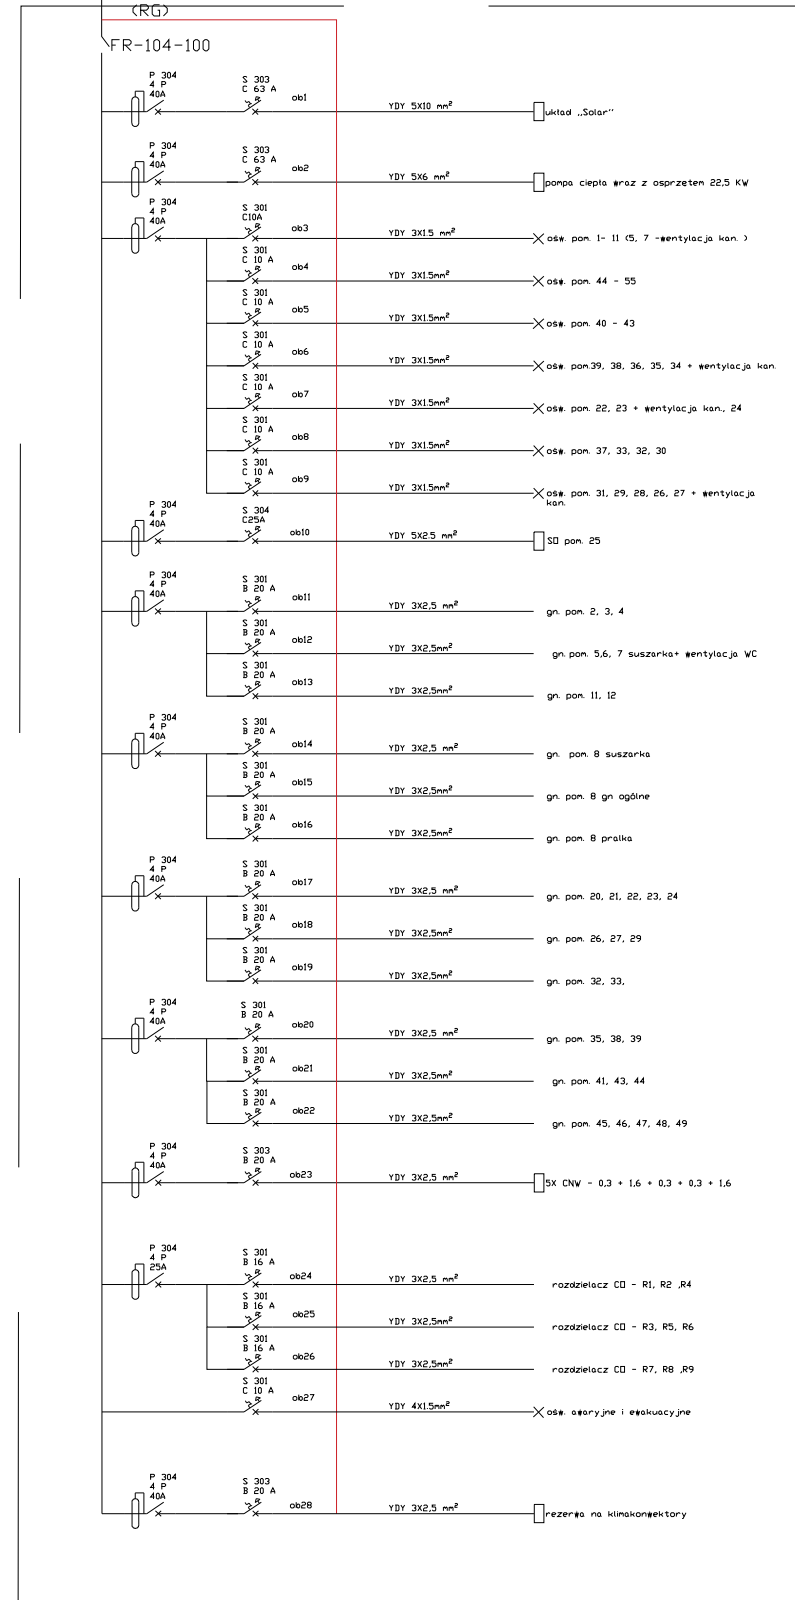 (RG)
FR-104-100
P 304
4 P
40A
S 303
C 63 A
ob1
YDY 5X10 mm²
układ „Solar"
P 304
4 P
40A
S 303
C 63 A
ob2
YDY 5X6 mm²
pompa ciepła wraz z osprzętem 22,5 KW
P 304
4 P
40A
S 301
C10A
ob3
YDY 3X1.5 mm²
ośw. pom. 1- 11 (5, 7 -wentylacja kan. )
S 301
C 10 A
ob4
YDY 3X1.5mm²
ośw. pom. 44 - 55
S 301
C 10 A
ob5
YDY 3X1.5mm²
ośw. pom. 40 - 43
S 301
C 10 A
ob6
YDY 3X1.5mm²
ośw. pom.39, 38, 36, 35, 34 + wentylacja kan.
S 301
C 10 A
ob7
YDY 3X1.5mm²
ośw. pom. 22, 23 + wentylacja kan., 24
S 301
C 10 A
ob8
YDY 3X1.5mm²
ośw. pom. 37, 33, 32, 30
S 301
C 10 A
ob9
YDY 3X1.5mm²
ośw. pom. 31, 29, 28, 26, 27 + wentylacja
kan.
P 304
4 P
40A
S 304
C25A
ob10
YDY 5X2.5 mm²
SO pom. 25
P 304
4 P
40A
S 301
B 20 A
ob11
YDY 3X2,5 mm²
gn. pom. 2, 3, 4
S 301
B 20 A
ob12
YDY 3X2,5mm²
gn. pom. 5,6, 7 suszarka+ wentylacja WC
S 301
B 20 A
ob13
YDY 3X2,5mm²
gn. pom. 11, 12
P 304
4 P
40A
S 301
B 20 A
ob14
YDY 3X2,5 mm²
gn. pom. 8 suszarka
S 301
B 20 A
ob15
YDY 3X2,5mm²
gn. pom. 8 gn ogólne
S 301
B 20 A
ob16
YDY 3X2,5mm²
gn. pom. 8 pralka
P 304
4 P
40A
S 301
B 20 A
ob17
YDY 3X2,5 mm²
gn. pom. 20, 21, 22, 23, 24
S 301
B 20 A
ob18
YDY 3X2,5mm²
gn. pom. 26, 27, 29
S 301
B 20 A
ob19
YDY 3X2,5mm²
gn. pom. 32, 33,
P 304
4 P
40A
S 301
B 20 A
ob20
YDY 3X2,5 mm²
gn. pom. 35, 38, 39
S 301
B 20 A
ob21
YDY 3X2,5mm²
gn. pom. 41, 43, 44
S 301
B 20 A
ob22
YDY 3X2,5mm²
gn. pom. 45, 46, 47, 48, 49
P 304
4 P
40A
S 303
B 20 A
ob23
YDY 3X2,5 mm²
5X CNW - 0,3 + 1,6 + 0,3 + 0,3 + 1,6
P 304
4 P
25A
S 301
B 16 A
ob24
YDY 3X2,5 mm²
rozdzielacz CO - R1, R2 ,R4
S 301
B 16 A
ob25
YDY 3X2,5mm²
rozdzielacz CO - R3, R5, R6
S 301
B 16 A
ob26
YDY 3X2,5mm²
rozdzielacz CO - R7, R8 ,R9
S 301
C 10 A
ob27
YDY 4X1.5mm²
ośw. awaryjne i ewakuacyjne
P 304
4 P
40A
S 303
B 20 A
ob28
YDY 3X2,5 mm²
rezerwa na klimakonwektory